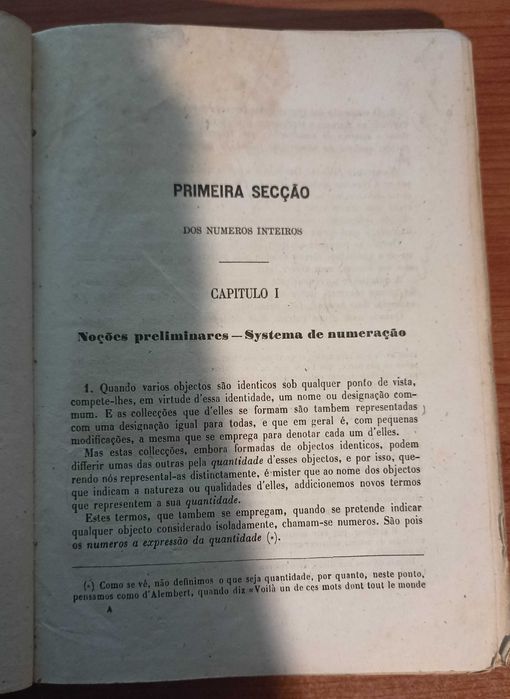 PRIMEIRA SECÇÃO
DOS NUMEROS INTEIROS
CAPITULO I
Noções preliminares — Systema de numeração
1. Quando varios objectos são identicos sob qualquer ponto de vista,
compete-lhes, em virtude d'essa identidade, um nome ou designação com-
mum. E as collecções que d'elles se formam são tambem representadas
com uma designação igual para todas, e que em geral é, com pequenas
modificações, a mesma que se emprega para denotar cada um d'elles.
Mas estas collecções, embora formadas de objectos identicos, podem
differir umas das outras pela quantidade d'esses objectos, e por isso, que-
rendo nós represental-as distinctamente, é mister que ao nome dos objectos
que indicam a natureza ou qualidades d'elles, addicionemos novos termos
que representem a sua quantidade.
Estes termos, que tambem se empregam, quando se pretende indicar
qualquer objecto considerado isoladamente, chamam-se numeros. São pois
os numeros a expressão da quantidade (*).
(*) Como se vê, não definimos o que seja quantidade, por quanto, neste ponto,
pensamos como d'Alembert, quando diz «Voilà un de ces mots dont tout le monde
A